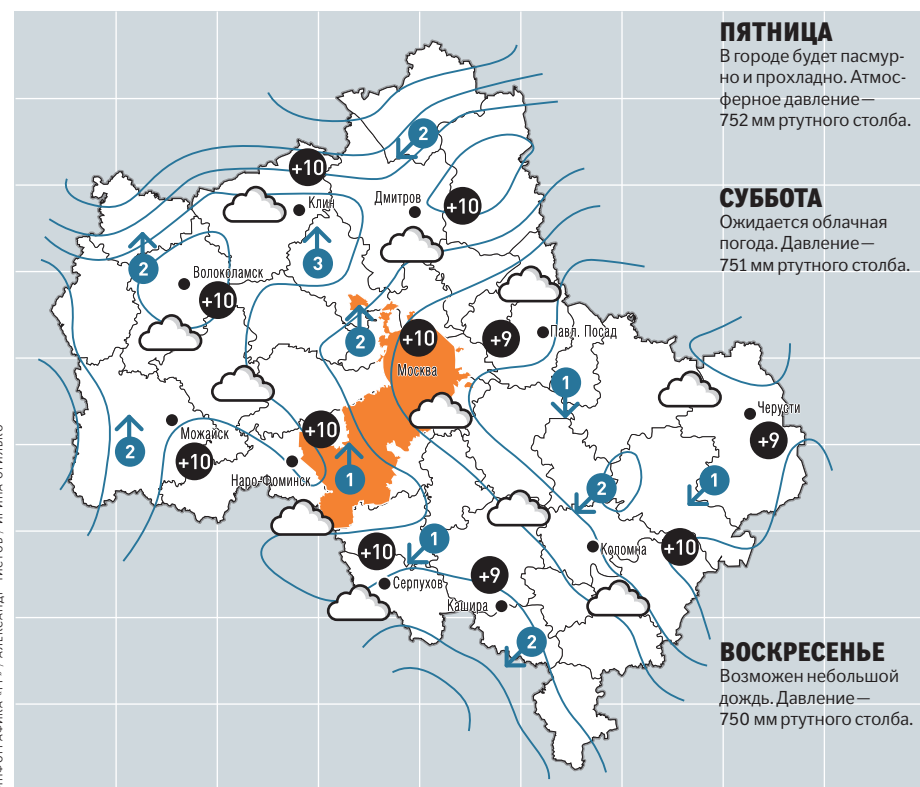 ПЯТНИЦА
В городе будет пасмур-
но и прохладно. Атмос-
ферное давление—
752 мм ртутного столба.
СУББОТА
Ожидается облачная
погода. Давление—
751 мм ртутного столба.
ВОСКРЕСЕНЬЕ
Возможен небольшой
дождь. Давление—
750 мм ртутного столба.
2
+10
Клин
Дмитров
+10
2
3
Волоколамск
+10
2
+10
Москва
+9
Павл. Посад
1
Черусти
+9
2
Можайск
+10
+10
Наро-Фоминск
1
2
1
+10
1
Серпухов
+9
Кашира
Коломна
+10
2